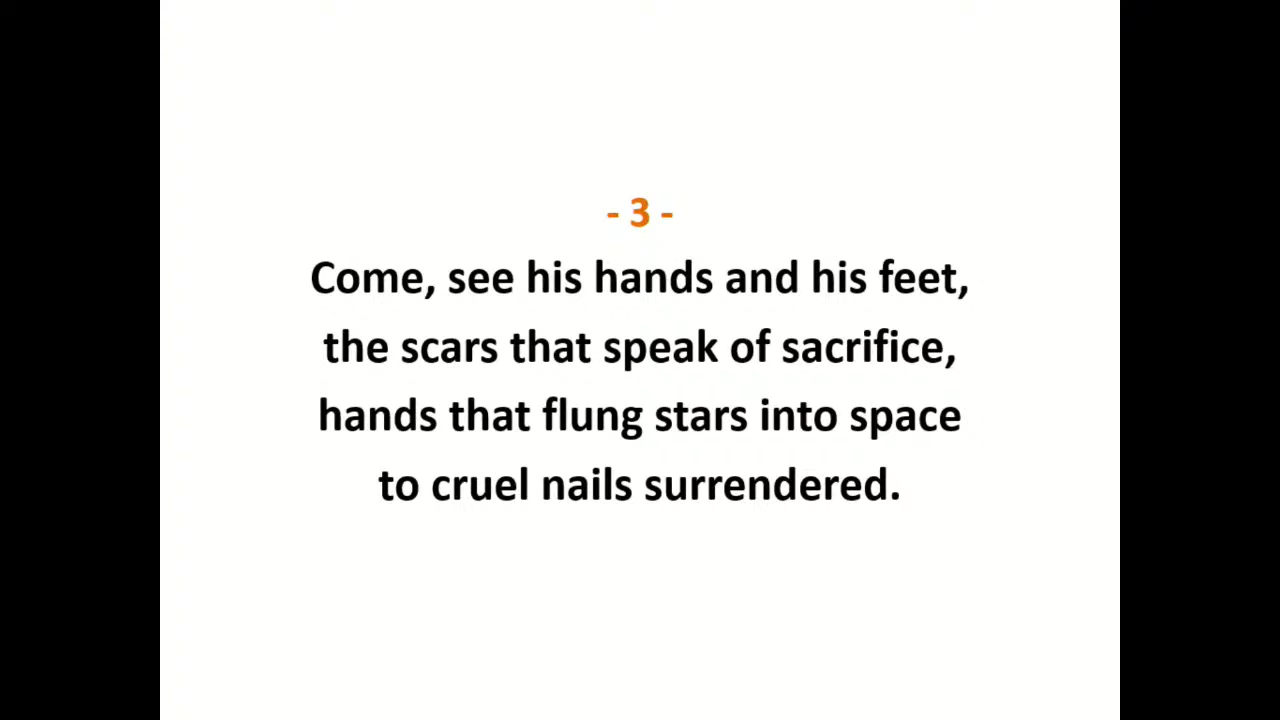 - 3 -
Come, see his hands and his feet,
the scars that speak of sacrifice,
hands that flung stars into space
to cruel nails surrendered.